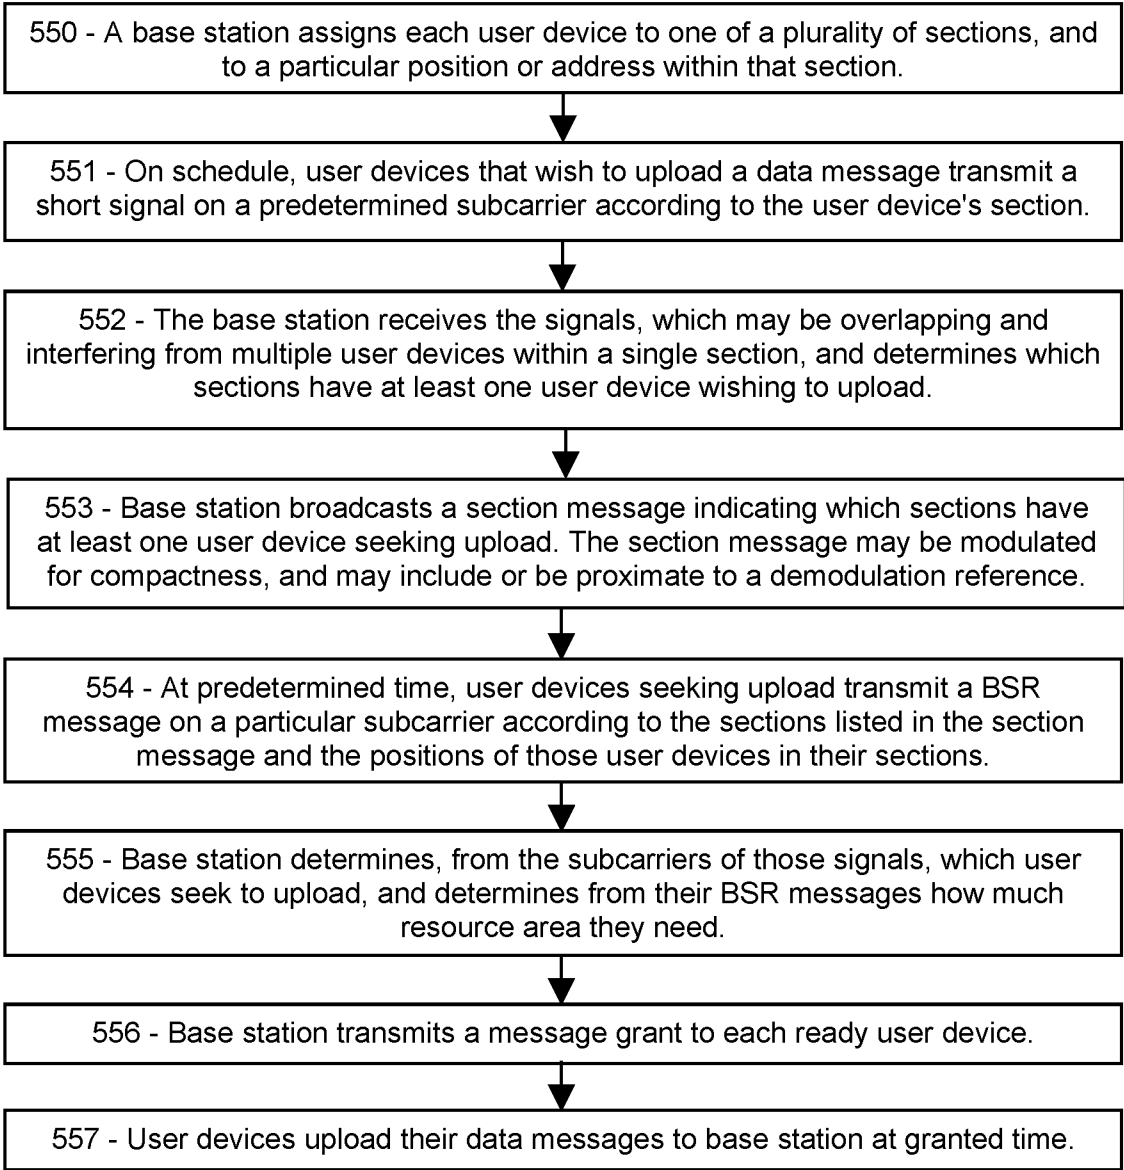 550 - A base station assigns each user device to one of a plurality of sections, and
to a particular position or address within that section.
551 - On schedule, user devices that wish to upload a data message transmit a
short signal on a predetermined subcarrier according to the user device's section.
552 - The base station receives the signals, which may be overlapping and
interfering from multiple user devices within a single section, and determines which
sections have at least one user device wishing to upload.
553 - Base station broadcasts a section message indicating which sections have
at least one user device seeking upload. The section message may be modulated
for compactness, and may include or be proximate to a demodulation reference.
554 - At predetermined time, user devices seeking upload transmit a BSR
message on a particular subcarrier according to the sections listed in the section
message and the positions of those user devices in their sections.
555 - Base station determines, from the subcarriers of those signals, which user
devices seek to upload, and determines from their BSR messages how much
resource area they need.
556 - Base station transmits a message grant to each ready user device.
557 - User devices upload their data messages to base station at granted time.